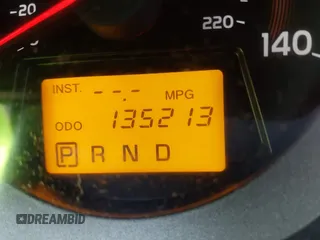 -20
220
140
INST. --.- MPG
ODO 135213
P R N D
DREAMBID